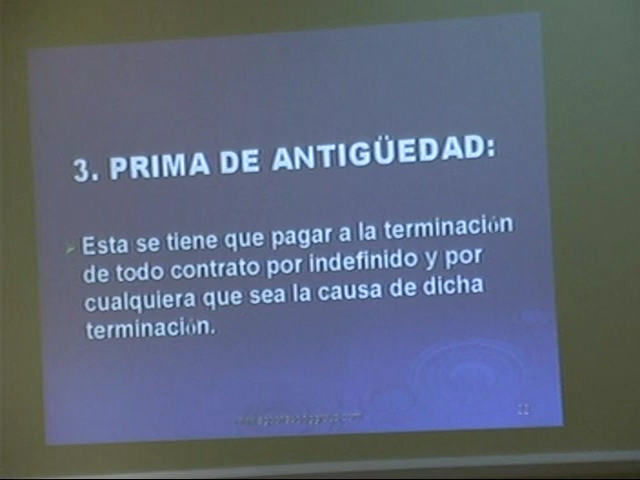 3. PRIMA DE ANTIGÜEDAD:
Esta se tiene que pagar a la terminación
de todo contrato por indefinido y por
cualquiera que sea la causa de dicha
terminación.